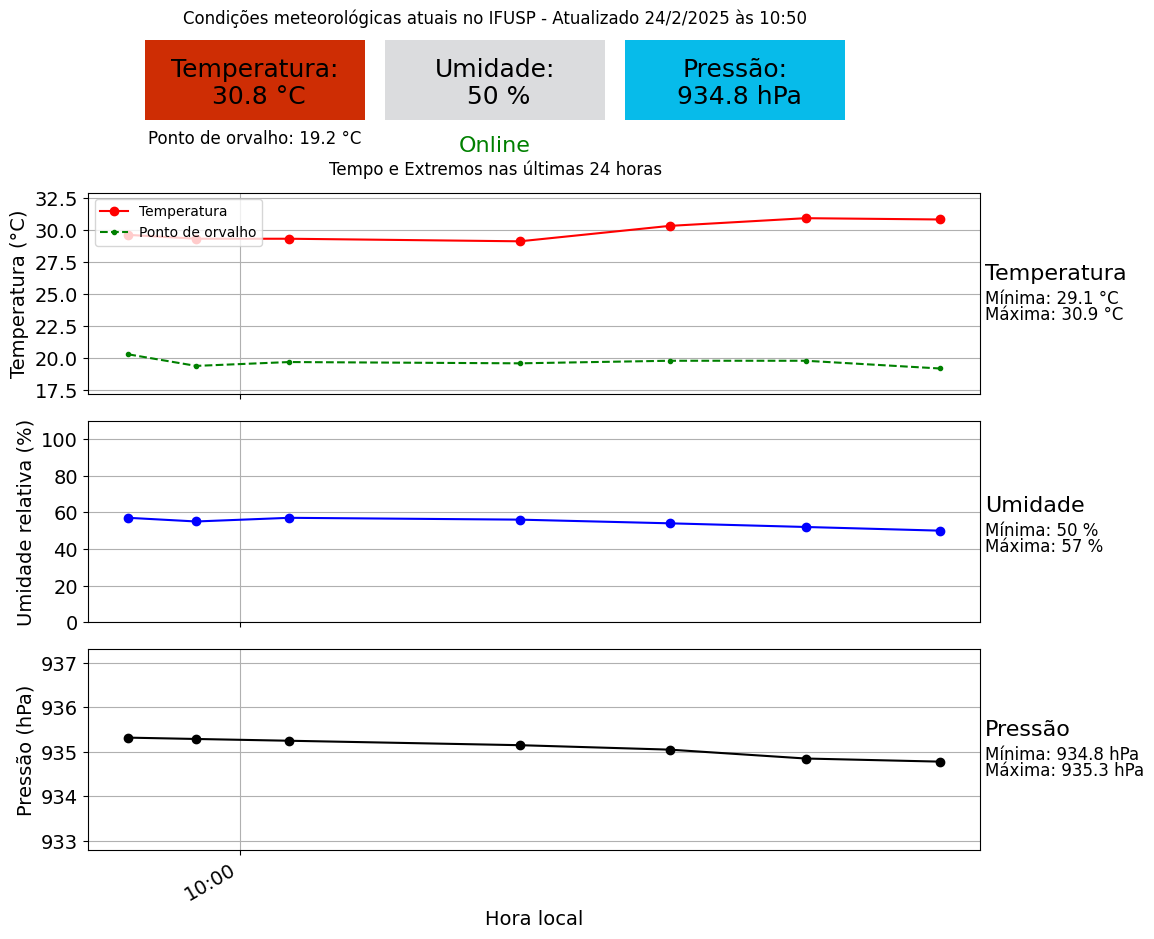 Condições meteorológicas atuais no IFUSP - Atualizado 24/2/2025 às 10:50
Temperatura:
30.8 °C
Umidade:
50 %
Pressão:
934.8 hPa
Ponto de orvalho: 19.2 °C
Online
Tempo e Extremos nas últimas 24 horas
Temperatura (°C)
32.5
30.0
27.5
25.0
22.5
20.0
17.5
Temperatura
Ponto de orvalho
Temperatura
Mínima: 29.1 °C
Máxima: 30.9 °C
Umidade relativa (%)
100
80
60
40
20
0
Umidade
Mínima: 50 %
Máxima: 57 %
Pressão (hPa)
937
936
935
934
933
Pressão
Mínima: 934.8 hPa
Máxima: 935.3 hPa
10:00
Hora local